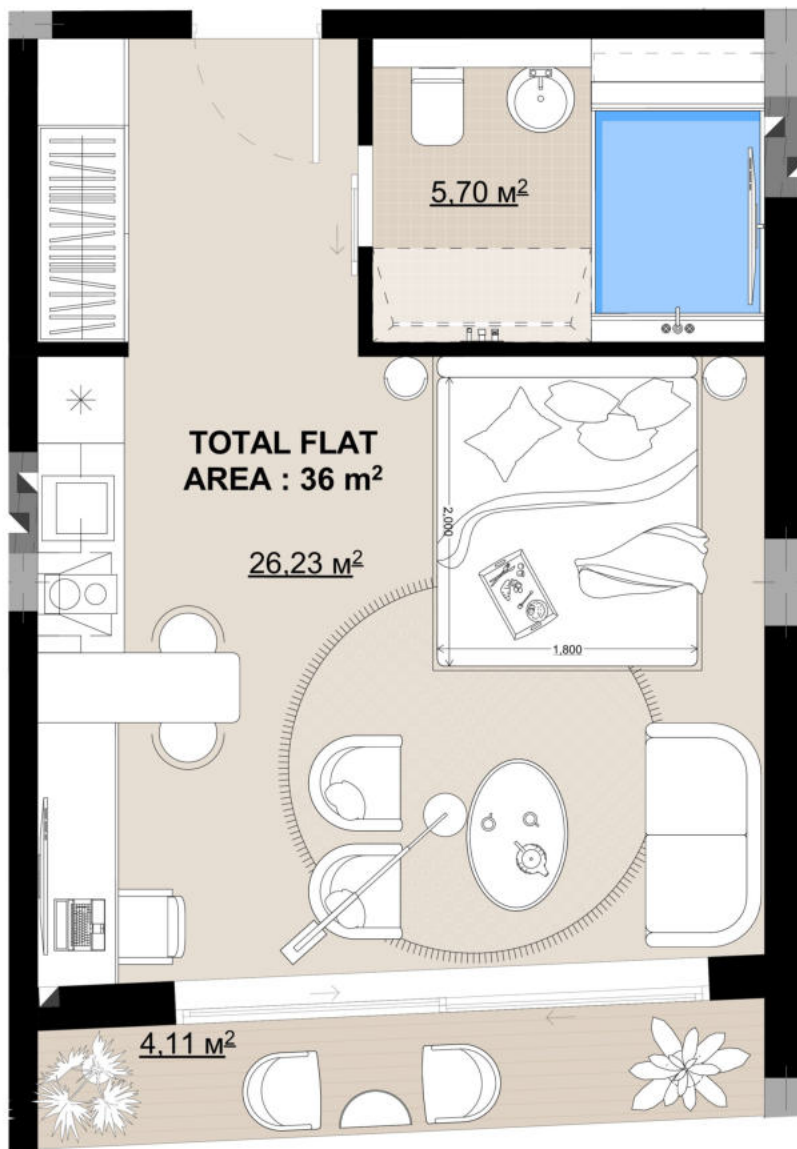 5,70 м²
TOTAL FLAT
AREA : 36 m²
2,000
26,23 м²
1,800
4,11 м²